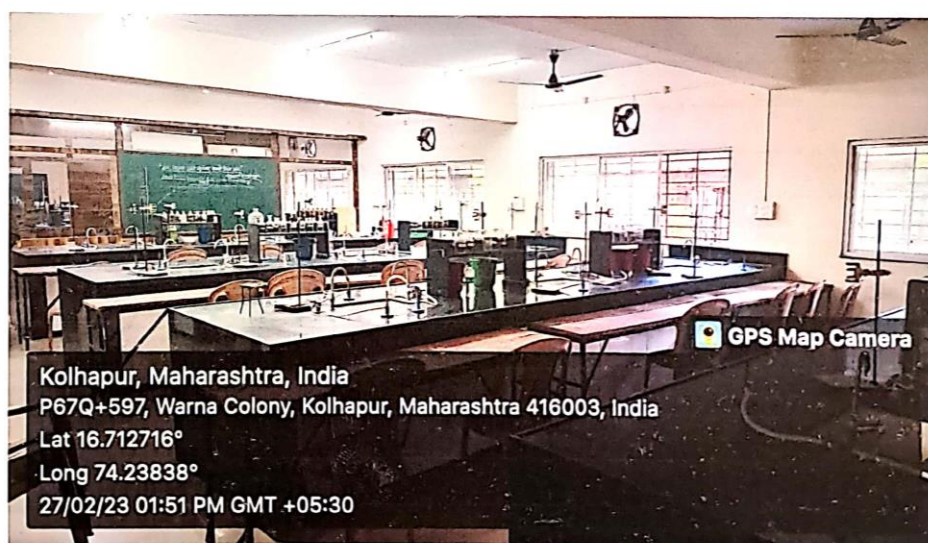 GPS Map Camera
Kolhapur, Maharashtra, India
P67Q+597, Warna Colony, Kolhapur, Maharashtra 416003, India
Lat 16.712716°
Long 74.23838°
27/02/23 01:51 PM GMT +05:30